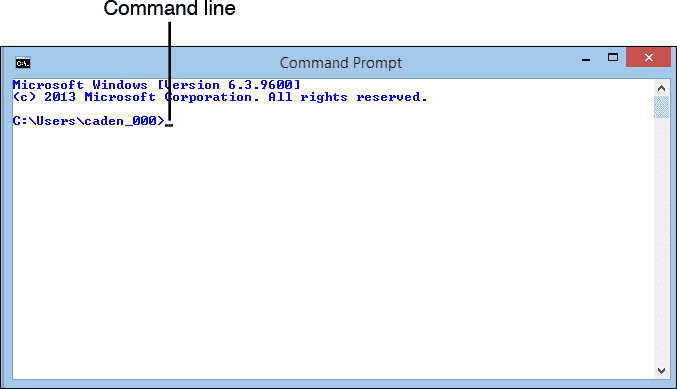 Command line
C:\.
Command Prompt
Microsoft Windows [Version 6.3.9600]
(c) 2013 Microsoft Corporation. All rights reserved.
C:\Users\caden_000>_